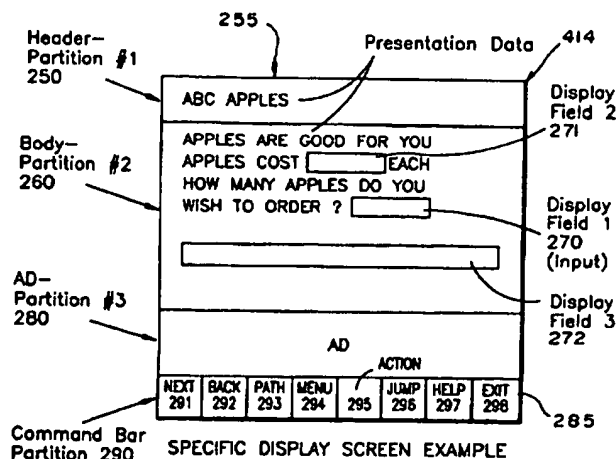 255
Header-
Partition #1
250
Presentation Data
414
ABC APPLES
Display
Field 2
271
Body-
Partition #2
260
APPLES ARE GOOD FOR YOU
APPLES COST EACH
HOW MANY APPLES DO YOU
WISH TO ORDER ?
Display
Field 1
270
(Input)
AD-
Partition #3
280
Display
Field 3
272
AD
ACTION
NEXT BACK PATH MENU JUMP HELP EXIT
291 292 293 294 295 296 297 298
285
Command Bar
Partition 290
SPECIFIC DISPLAY SCREEN EXAMPLE